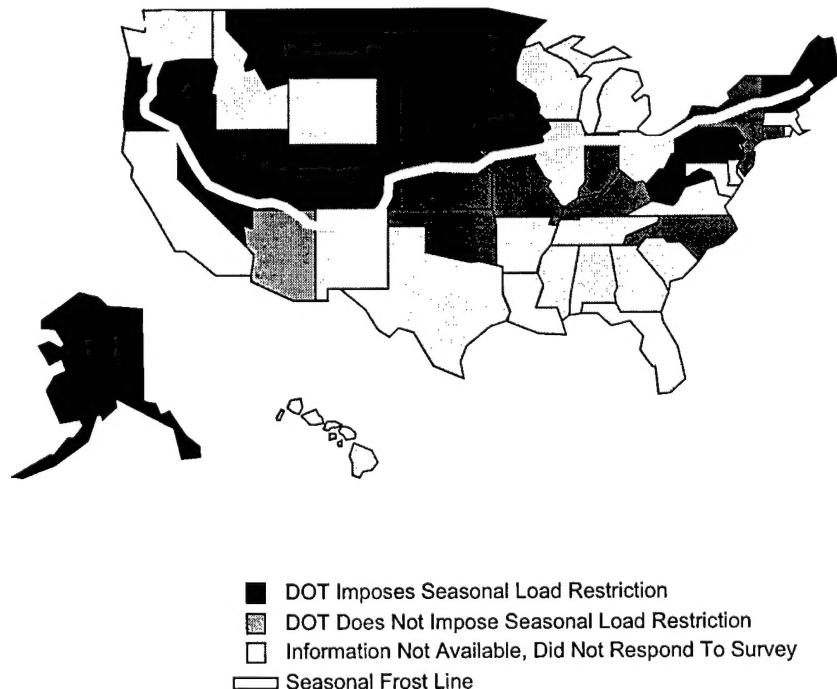 DOT Imposes Seasonal Load Restriction
DOT Does Not Impose Seasonal Load Restriction
Information Not Available, Did Not Respond To Survey
Seasonal Frost Line